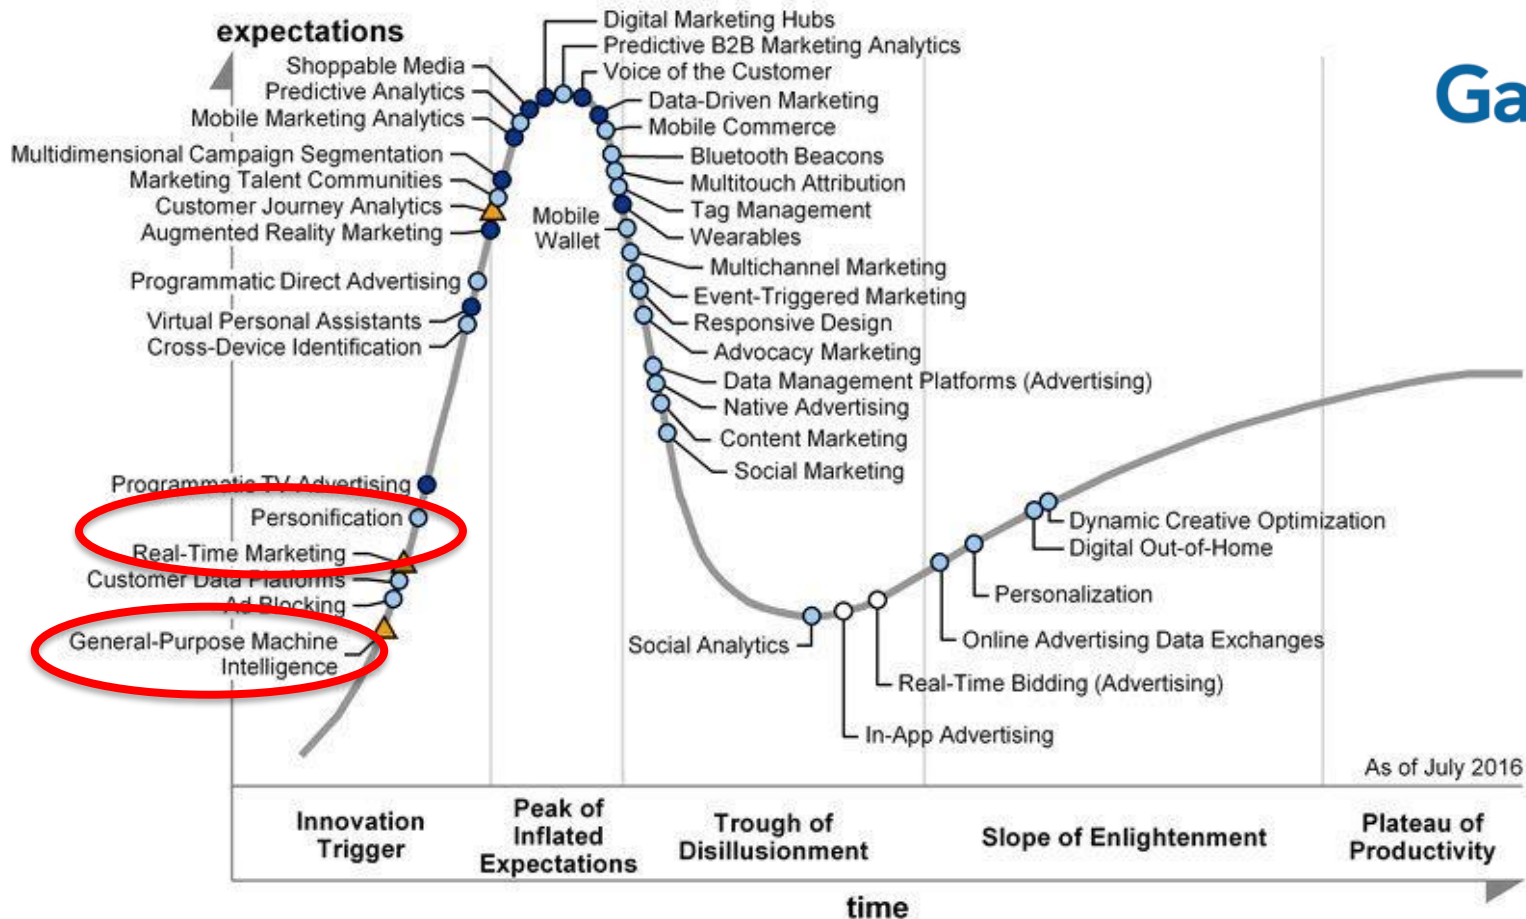 expectations
Digital Marketing Hubs
Predictive B2B Marketing Analytics
Voice of the Customer
Shoppable Media
Predictive Analytics
Mobile Marketing Analytics
Multidimensional Campaign Segmentation
Marketing Talent Communities
Customer Journey Analytics
Augmented Reality Marketing
Programmatic Direct Advertising
Virtual Personal Assistants
Cross-Device Identification
Programmatic TV Advertising
Personification
Real-Time Marketing
Customer Data Platforms
Ad Blocking
General-Purpose Machine
Intelligence
Data-Driven Marketing
Mobile Commerce
Bluetooth Beacons
Multitouch Attribution
Tag Management
Wearables
Mobile
Wallet
Multichannel Marketing
Event-Triggered Marketing
Responsive Design
Advocacy Marketing
Data Management Platforms (Advertising)
Native Advertising
Content Marketing
Social Marketing
Social Analytics
In-App Advertising
Real-Time Bidding (Advertising)
Online Advertising Data Exchanges
Personalization
Digital Out-of-Home
Dynamic Creative Optimization
Ga
As of July 2016
Innovation
Trigger
Peak of
Inflated
Expectations
Trough of
Disillusionment
Slope of Enlightenment
Plateau of
Productivity
time